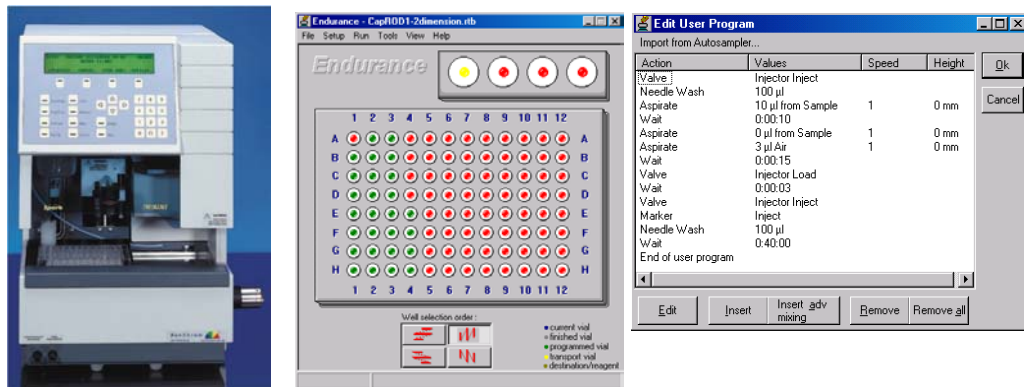 Endurance - CapROD1-2dimension.rtb
File Setup Run Tools View Help
Endurance
1 2 3 4 5 6 7 8 9 10 11 12
A A
B B
C C
D D
E E
F F
G G
H H
1 2 3 4 5 6 7 8 9 10 11 12
Well selection order :
current vial
finished vial
programmed vial
transport vial
destination/reagent
Edit User Program
Import from Autosampler...
Action Values Speed Height
Valve Injector Inject
Needle Wash 100 µl
Aspirate 10 µl from Sample 1 0 mm
Wait 0:00:10
Aspirate 0 µl from Sample 1 0 mm
Aspirate 3 µl Air 1 0 mm
Wait 0:00:15
Valve Injector Load
Wait 0:00:03
Valve Injector Inject
Marker Inject
Needle Wash 100 µl
Wait 0:40:00
End of user program
Ok
Cancel
Edit
Insert
Insert adv
mixing
Remove
Remove all